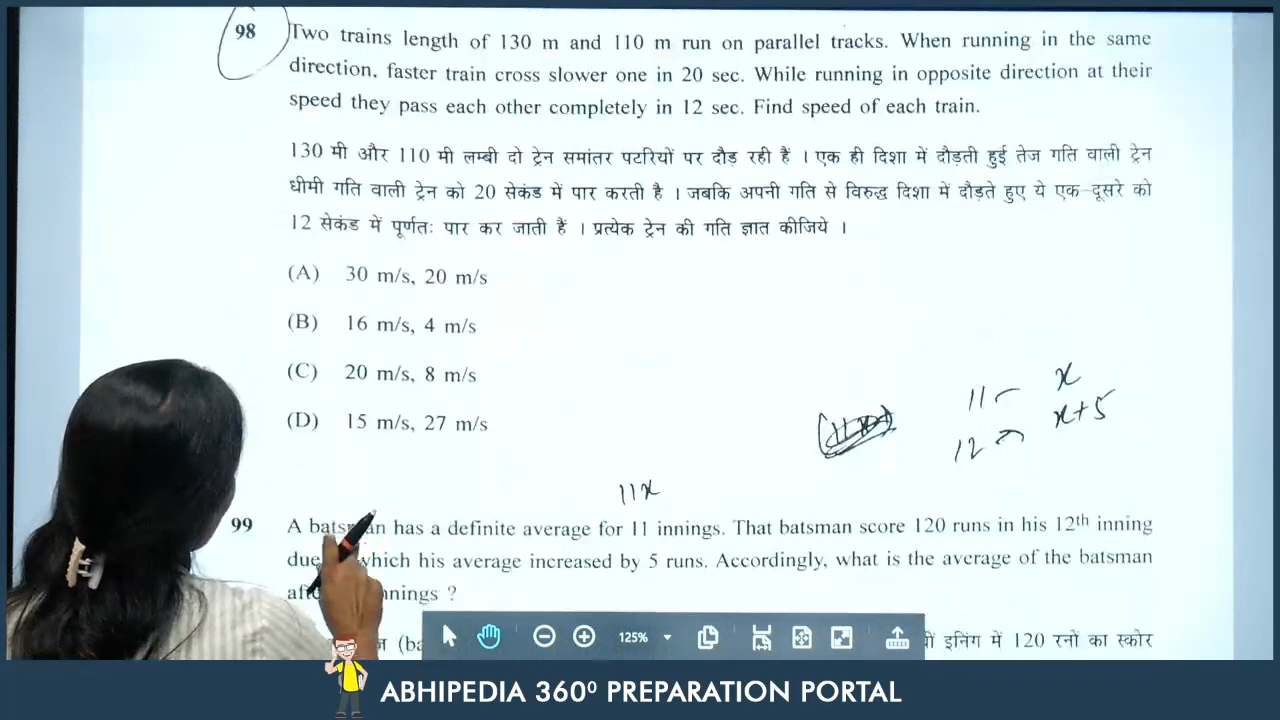 98 Two trains length of 130 m and 110 m run on parallel tracks. When running in the same
direction, faster train cross slower one in 20 sec. While running in opposite direction at their
speed they pass each other completely in 12 sec. Find speed of each train.
130 मी और 110 मी लम्बी दो ट्रेन समांतर पटरियों पर दौड़ रही हैं । एक ही दिशा में दौड़ती हुई तेज गति वाली ट्रेन
धीमी गति वाली ट्रेन को 20 सेकंड में पार करती है । जबकि अपनी गति से विरुद्ध दिशा में दौड़ते हुए ये एक-दूसरे को
12 सेकंड में पूर्णतः पार कर जाती हैं । प्रत्येक ट्रेन की गति ज्ञात कीजिये ।
(A) 30 m/s, 20 m/s
(B) 16 m/s, 4 m/s
(C) 20 m/s, 8 m/s
11 – x
12 x+5
(D) 15 m/s, 27 m/s
11x
99 A batsman has a definite average for 11 innings. That batsman score 120 runs in his 12th inning
due which his average increased by 5 runs. Accordingly, what is the average of the batsman
innings ?
इनिंग में 120 रनों का स्कोर
125%
ABHIPEDIA 360⁰ PREPARATION PORTAL